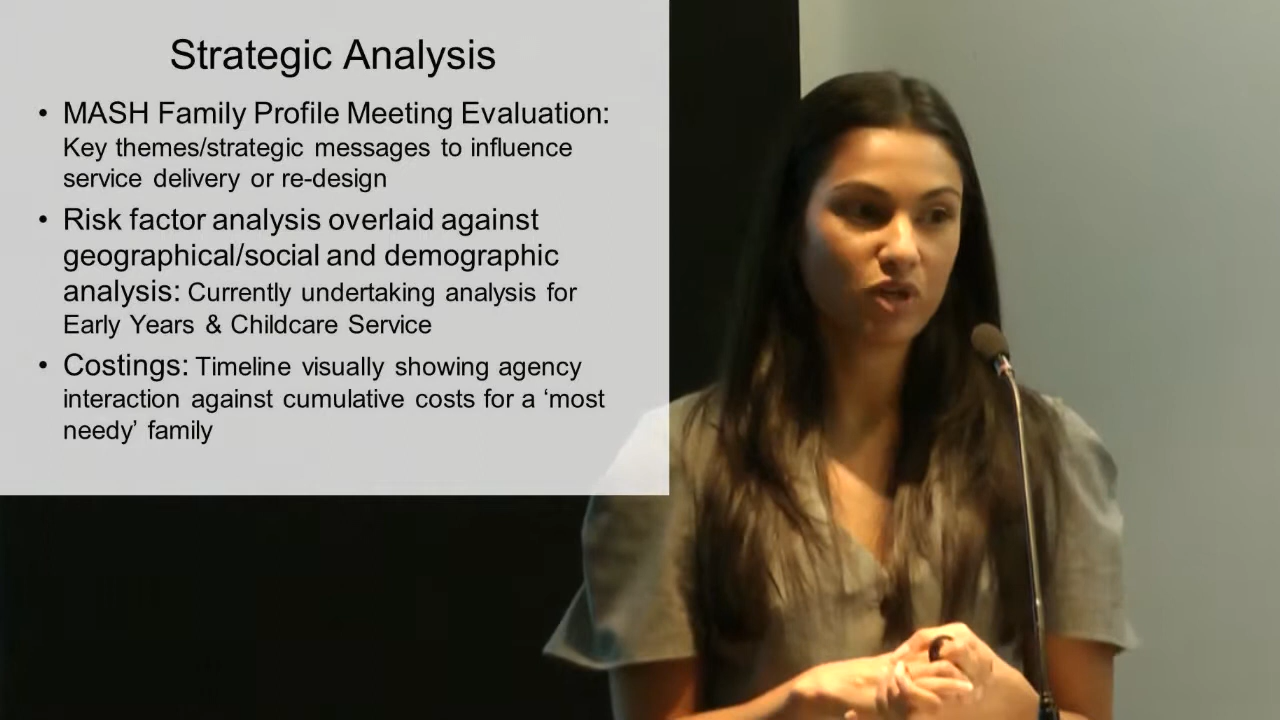 Strategic Analysis
• MASH Family Profile Meeting Evaluation:
Key themes/strategic messages to influence
service delivery or re-design
• Risk factor analysis overlaid against
geographical/social and demographic
analysis: Currently undertaking analysis for
Early Years & Childcare Service
• Costings: Timeline visually showing agency
interaction against cumulative costs for a ‘most
needy’ family